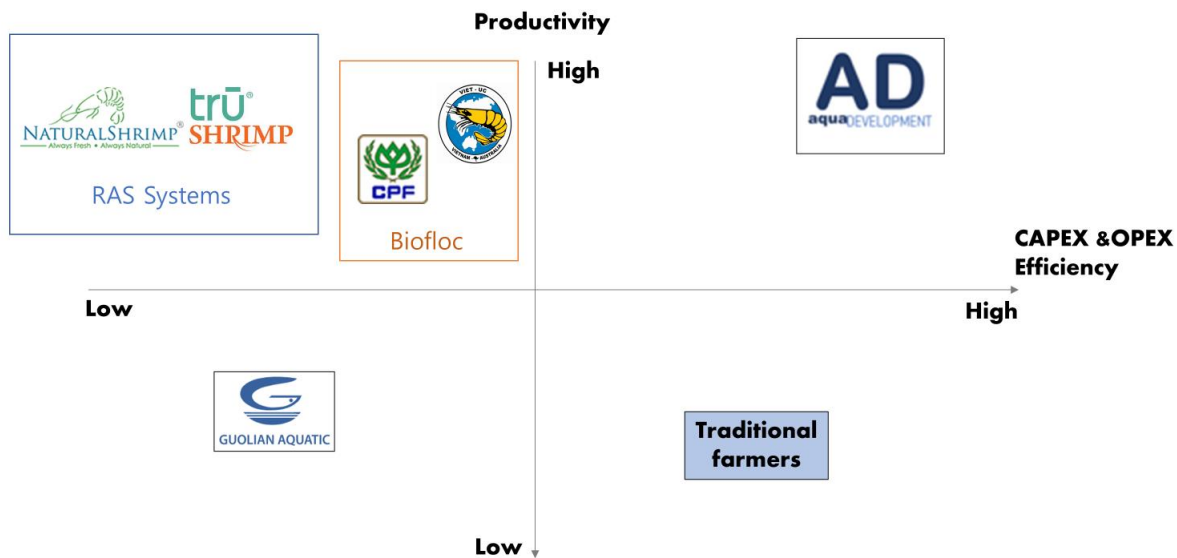 Productivity
High
NATURALSHRIMP®
Always Fresh • Always Natural
trū®
SHRIMP
RAS Systems
VIET - UC
VIETNAM AUSTRALIA
CPF
Biofloc
AD
aquaDEVELOPMENT
CAPEX &OPEX
Efficiency
Low
High
GUOLIAN AQUATIC
Traditional
farmers
Low